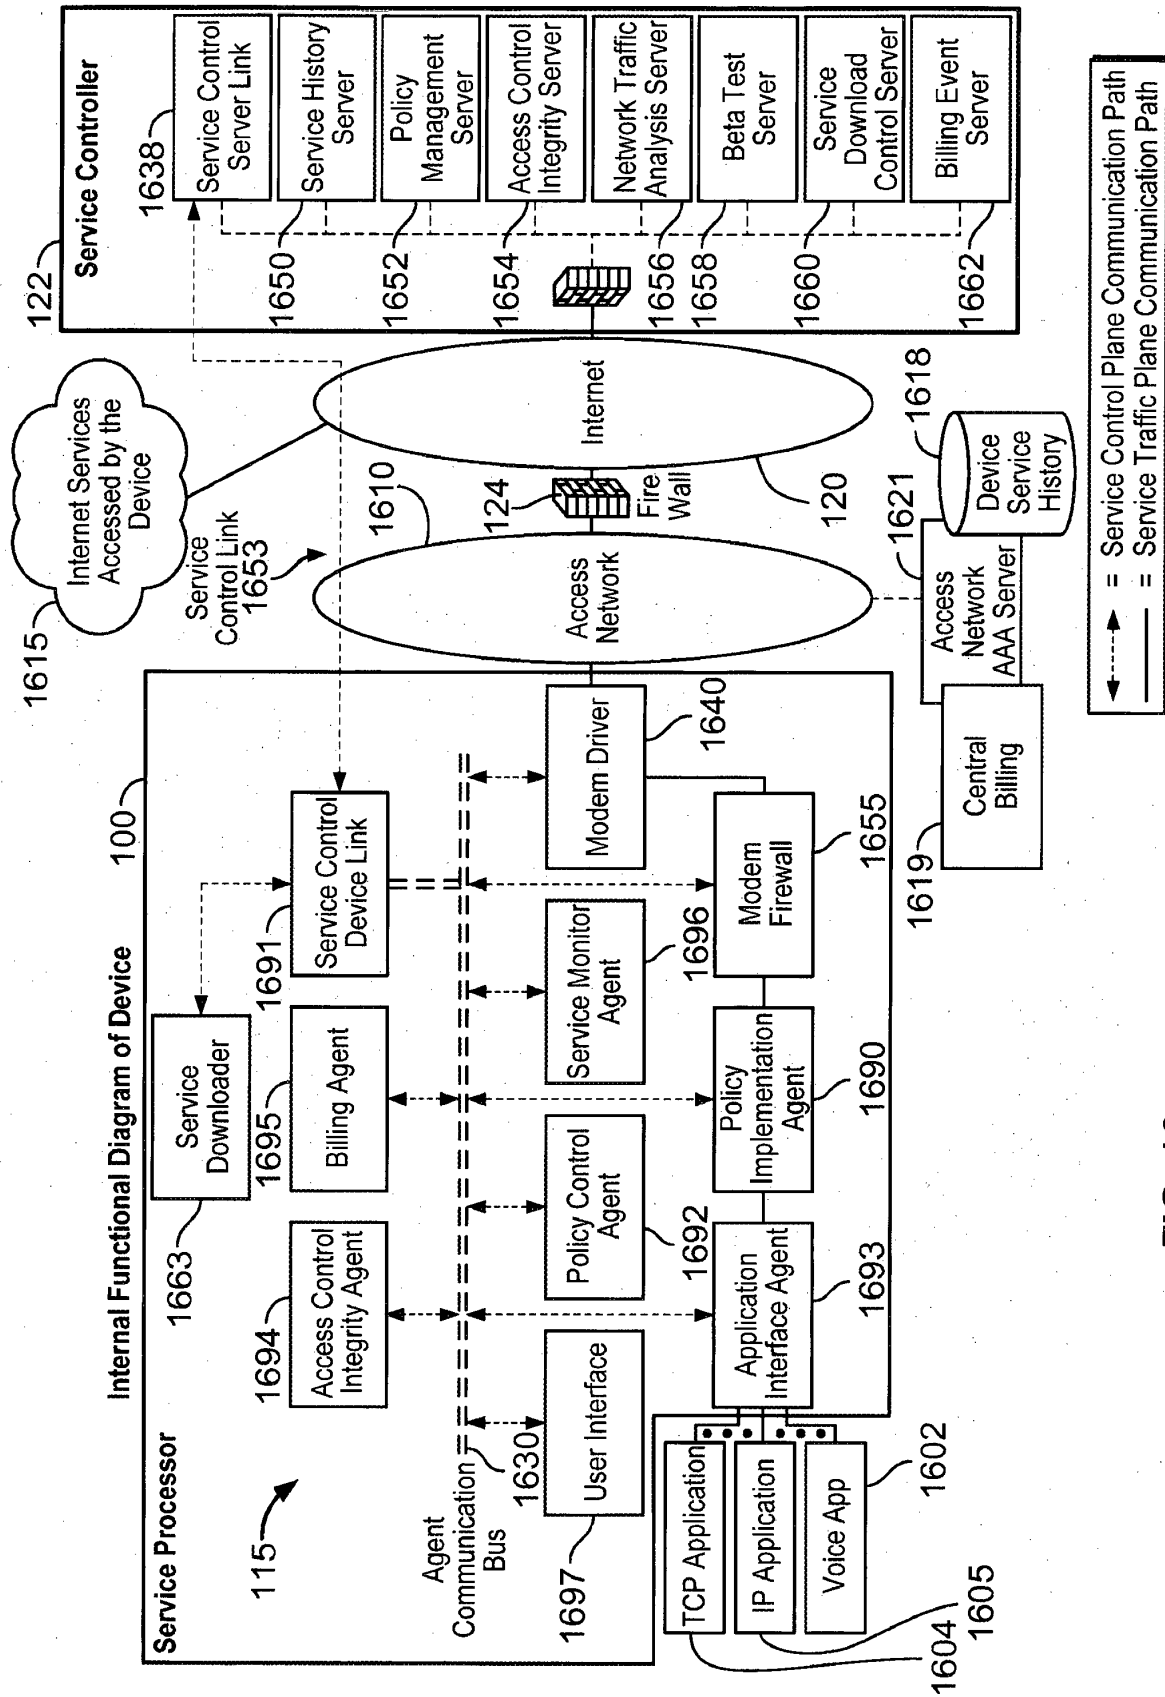 Internal Functional Diagram of Device
100
Service Processor
115
1663
Service
Downloader
1694
Access Control
Integrity Agent
1695
Billing Agent
1691
Service Control
Device Link
Agent
Communication
Bus
1630
1697
User Interface
Policy Control
Agent
1692
Service Monitor
Agent
1696
Modem Driver
1640
Application
Interface Agent
1693
Policy
Implementation
Agent
1690
Modem
Firewall
1655
TCP Application
IP Application
Voice App
1604
1605
1602
1615
Internet Services
Accessed by the
Device
Service
Control Link
1653
1610
Access
Network
124
Fire
Wall
Internet
120
1621
Access
Network
AAA Server
1618
Device
Service
History
1619
Central
Billing
122
Service Controller
1638
Service Control
Server Link
1650
Service History
Server
1652
Policy
Management
Server
1654
Access Control
Integrity Server
1656
Network Traffic
Analysis Server
1658
Beta Test
Server
1660
Service
Download
Control Server
1662
Billing Event
Server
= Service Control Plane Communication Path
= Service Traffic Plane Communication Path